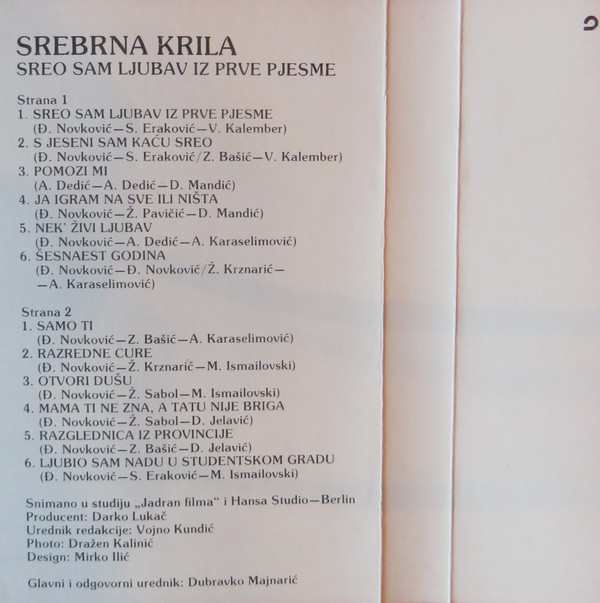 SREBRNA KRILA
SREO SAM LJUBAV IZ PRVE PJESME
Strana 1
1. SREO SAM LJUBAV IZ PRVE PJESME
(Đ. Novković—S. Eraković—V. Kalember)
2. S JESENI SAM KAĆU SREO
(Đ. Novković—S. Eraković/Z. Bašić—V. Kalember)
3. POMOZI MI
(A. Dedić—A. Dedić—D. Mandić)
4. JA IGRAM NA SVE ILI NIŠTA
(Đ. Novković—Ž. Pavičić—D. Mandić)
5. NEK' ŽIVI LJUBAV
(Đ. Novković—A. Dedić—A. Karaselimović)
6. ŠESNAEST GODINA
(Đ. Novković—Đ. Novković/Ž. Krznarić—
—A. Karaselimović)
Strana 2
1. SAMO TI
(Đ. Novković—Z. Bašić—A. Karaselimović)
2. RAZREDNE CURE
(Đ. Novković—Ž. Krznarić—M. Ismailovski)
3. OTVORI DUŠU
(Đ. Novković—Ž. Sabol—M. Ismailovski)
4. MAMA TI NE ZNA, A TATU NIJE BRIGA
(Đ. Novković—Ž. Sabol—D. Jelavić)
5. RAZGLEDNICA IZ PROVINCIJE
(Đ. Novković—Z. Bašić—D. Jelavić)
6. LJUBIO SAM NADU U STUDENTSKOM GRADU
(Đ. Novković—S. Eraković—M. Ismailovski)
Snimano u studiju „Jadran filma“ i Hansa Studio—Berlin
Producent: Darko Lukač
Urednik redakcije: Vojno Kundić
Photo: Dražen Kalinić
Design: Mirko Ilić
Glavni i odgovorni urednik: Dubravko Majnarić